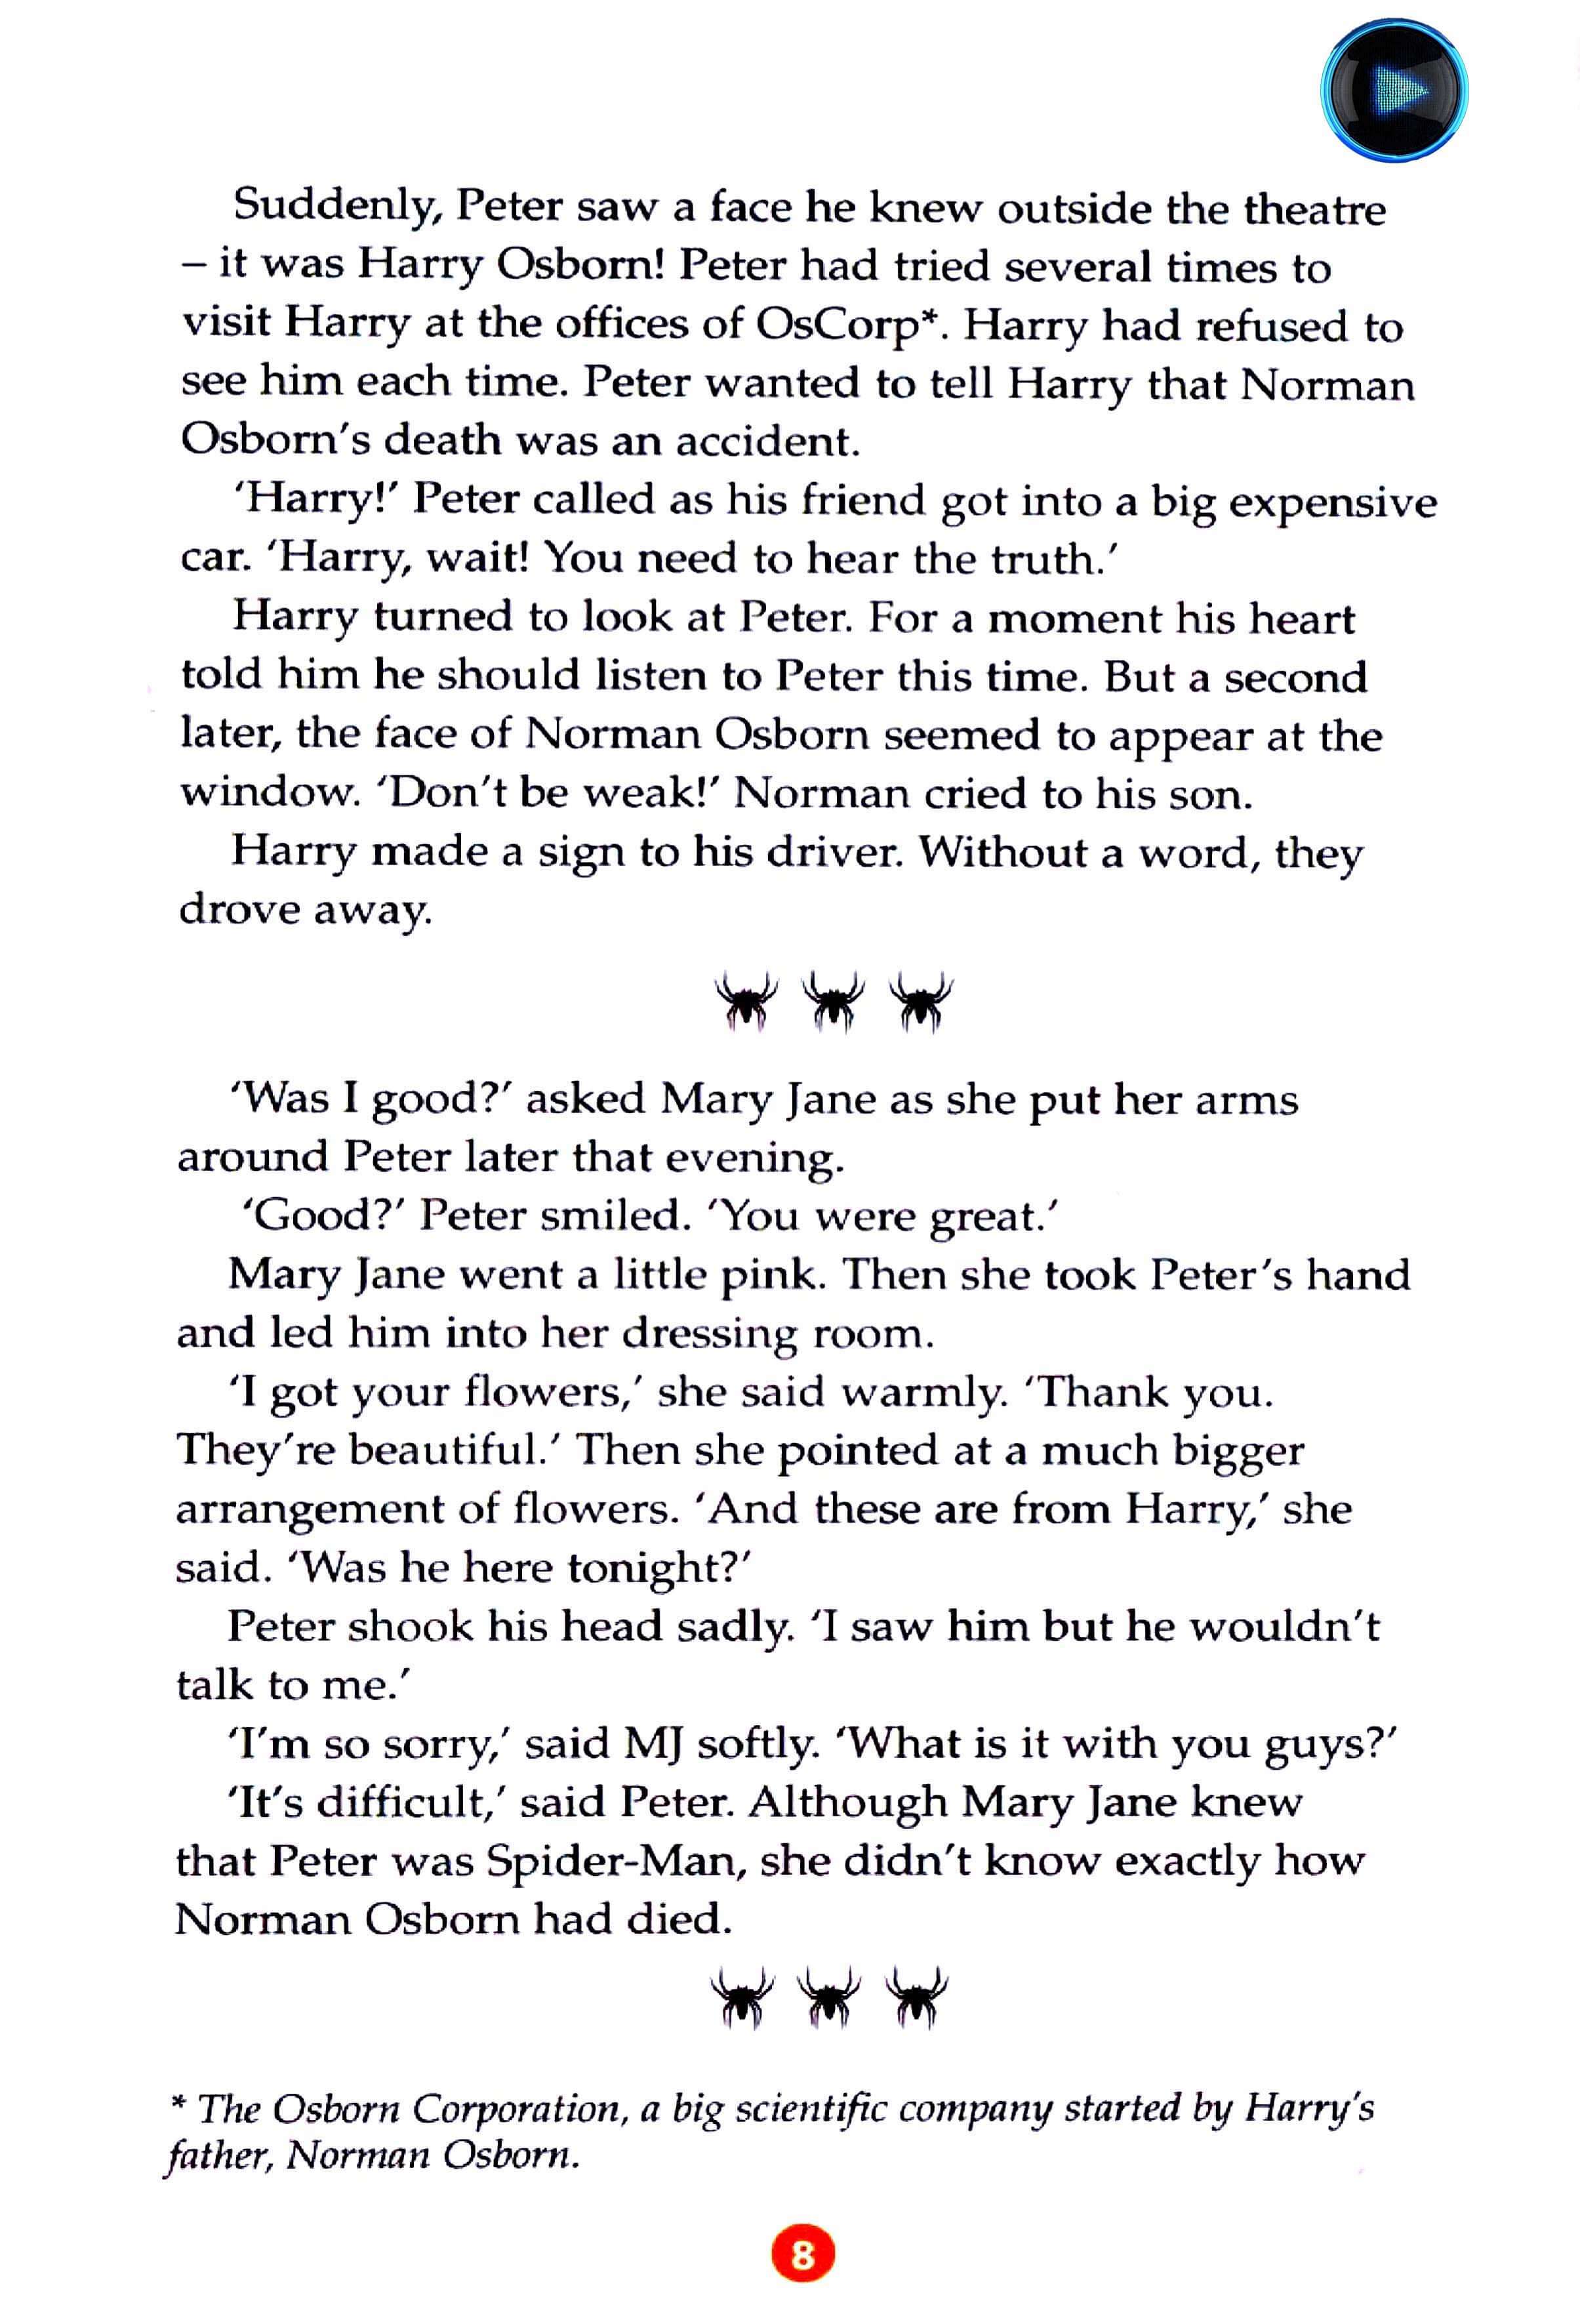 Suddenly, Peter saw a face he knew outside the theatre
– it was Harry Osborn! Peter had tried several times to
visit Harry at the offices of OsCorp*. Harry had refused to
see him each time. Peter wanted to tell Harry that Norman
Osborn's death was an accident.
'Harry!' Peter called as his friend got into a big expensive
car. 'Harry, wait! You need to hear the truth.'
Harry turned to look at Peter. For a moment his heart
told him he should listen to Peter this time. But a second
later, the face of Norman Osborn seemed to appear at the
window. 'Don't be weak!' Norman cried to his son.
Harry made a sign to his driver. Without a word, they
drove away.
'Was I good?' asked Mary Jane as she put her arms
around Peter later that evening.
'Good?' Peter smiled. 'You were great.'
Mary Jane went a little pink. Then she took Peter's hand
and led him into her dressing room.
'I got your flowers,' she said warmly. 'Thank you.
They're beautiful.' Then she pointed at a much bigger
arrangement of flowers. 'And these are from Harry,' she
said. 'Was he here tonight?'
Peter shook his head sadly. 'I saw him but he wouldn't
talk to me.'
'I'm so sorry,' said MJ softly. 'What is it with you guys?'
'It's difficult,' said Peter. Although Mary Jane knew
that Peter was Spider-Man, she didn't know exactly how
Norman Osborn had died.
* The Osborn Corporation, a big scientific company started by Harry's
father, Norman Osborn.
8